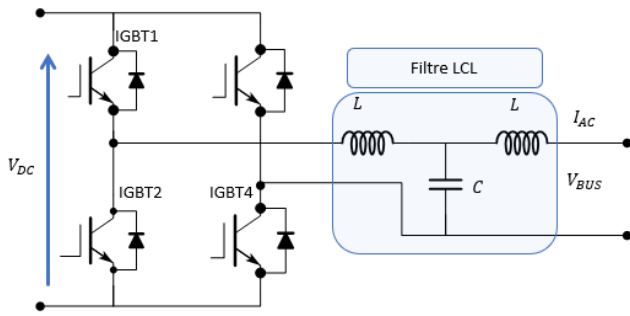 IGBT1
Filtre LCL
L
L
I_AC
V_DC
IGBT2
IGBT4
C
V_BUS